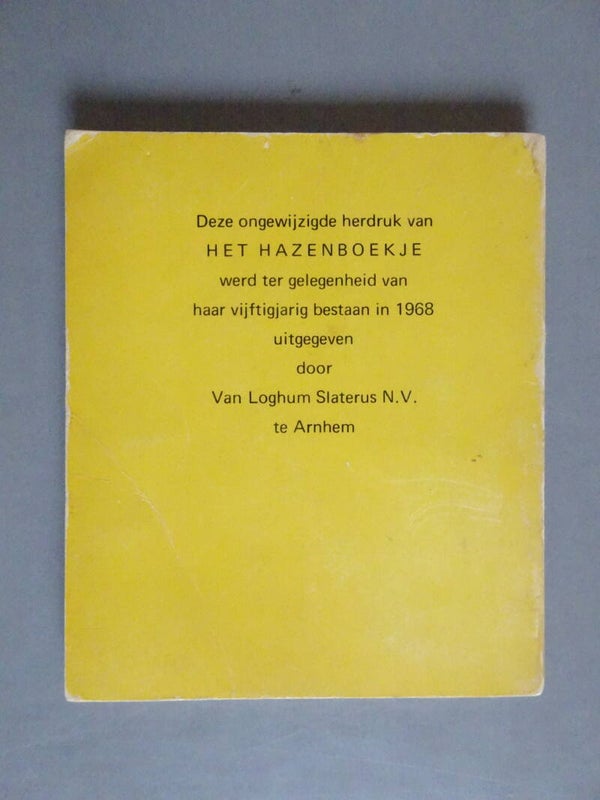 Deze ongewijzigde herdruk van
HET HAZENBOEKJE
werd ter gelegenheid van
haar vijftigjarig bestaan in 1968
uitgegeven
door
Van Loghum Slaterus N.V.
te Arnhem